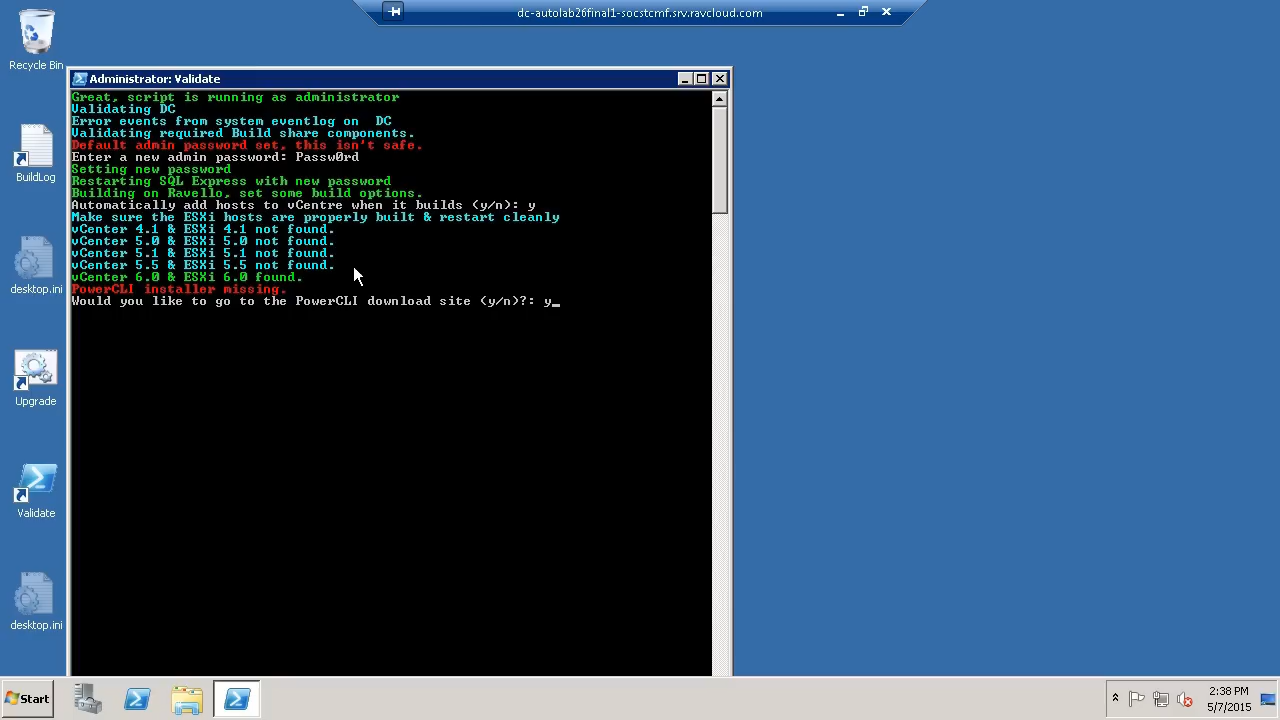 dc-autolab26final1-socstcmf.srv.ravcloud.com
Recycle Bin
BuildLog
desktop.ini
Upgrade
Validate
desktop.ini
Administrator: Validate
Great, script is running as administrator
Validating DC
Error events from system eventlog on  DC
Validating required Build share components.
Default admin password set, this isn't safe.
Enter a new admin password: Passw0rd
Setting new password
Restarting SQL Express with new password
Building on Ravello, set some build options.
Automatically add hosts to vCentre when it builds (y/n): y
Make sure the ESXi hosts are properly built & restart cleanly
vCenter 4.1 & ESXi 4.1 not found.
vCenter 5.0 & ESXi 5.0 not found.
vCenter 5.1 & ESXi 5.1 not found.
vCenter 5.5 & ESXi 5.5 not found.
vCenter 6.0 & ESXi 6.0 found.
PowerCLI installer missing.
Would you like to go to the PowerCLI download site (y/n)?: y_
Start
2:38 PM
5/7/2015